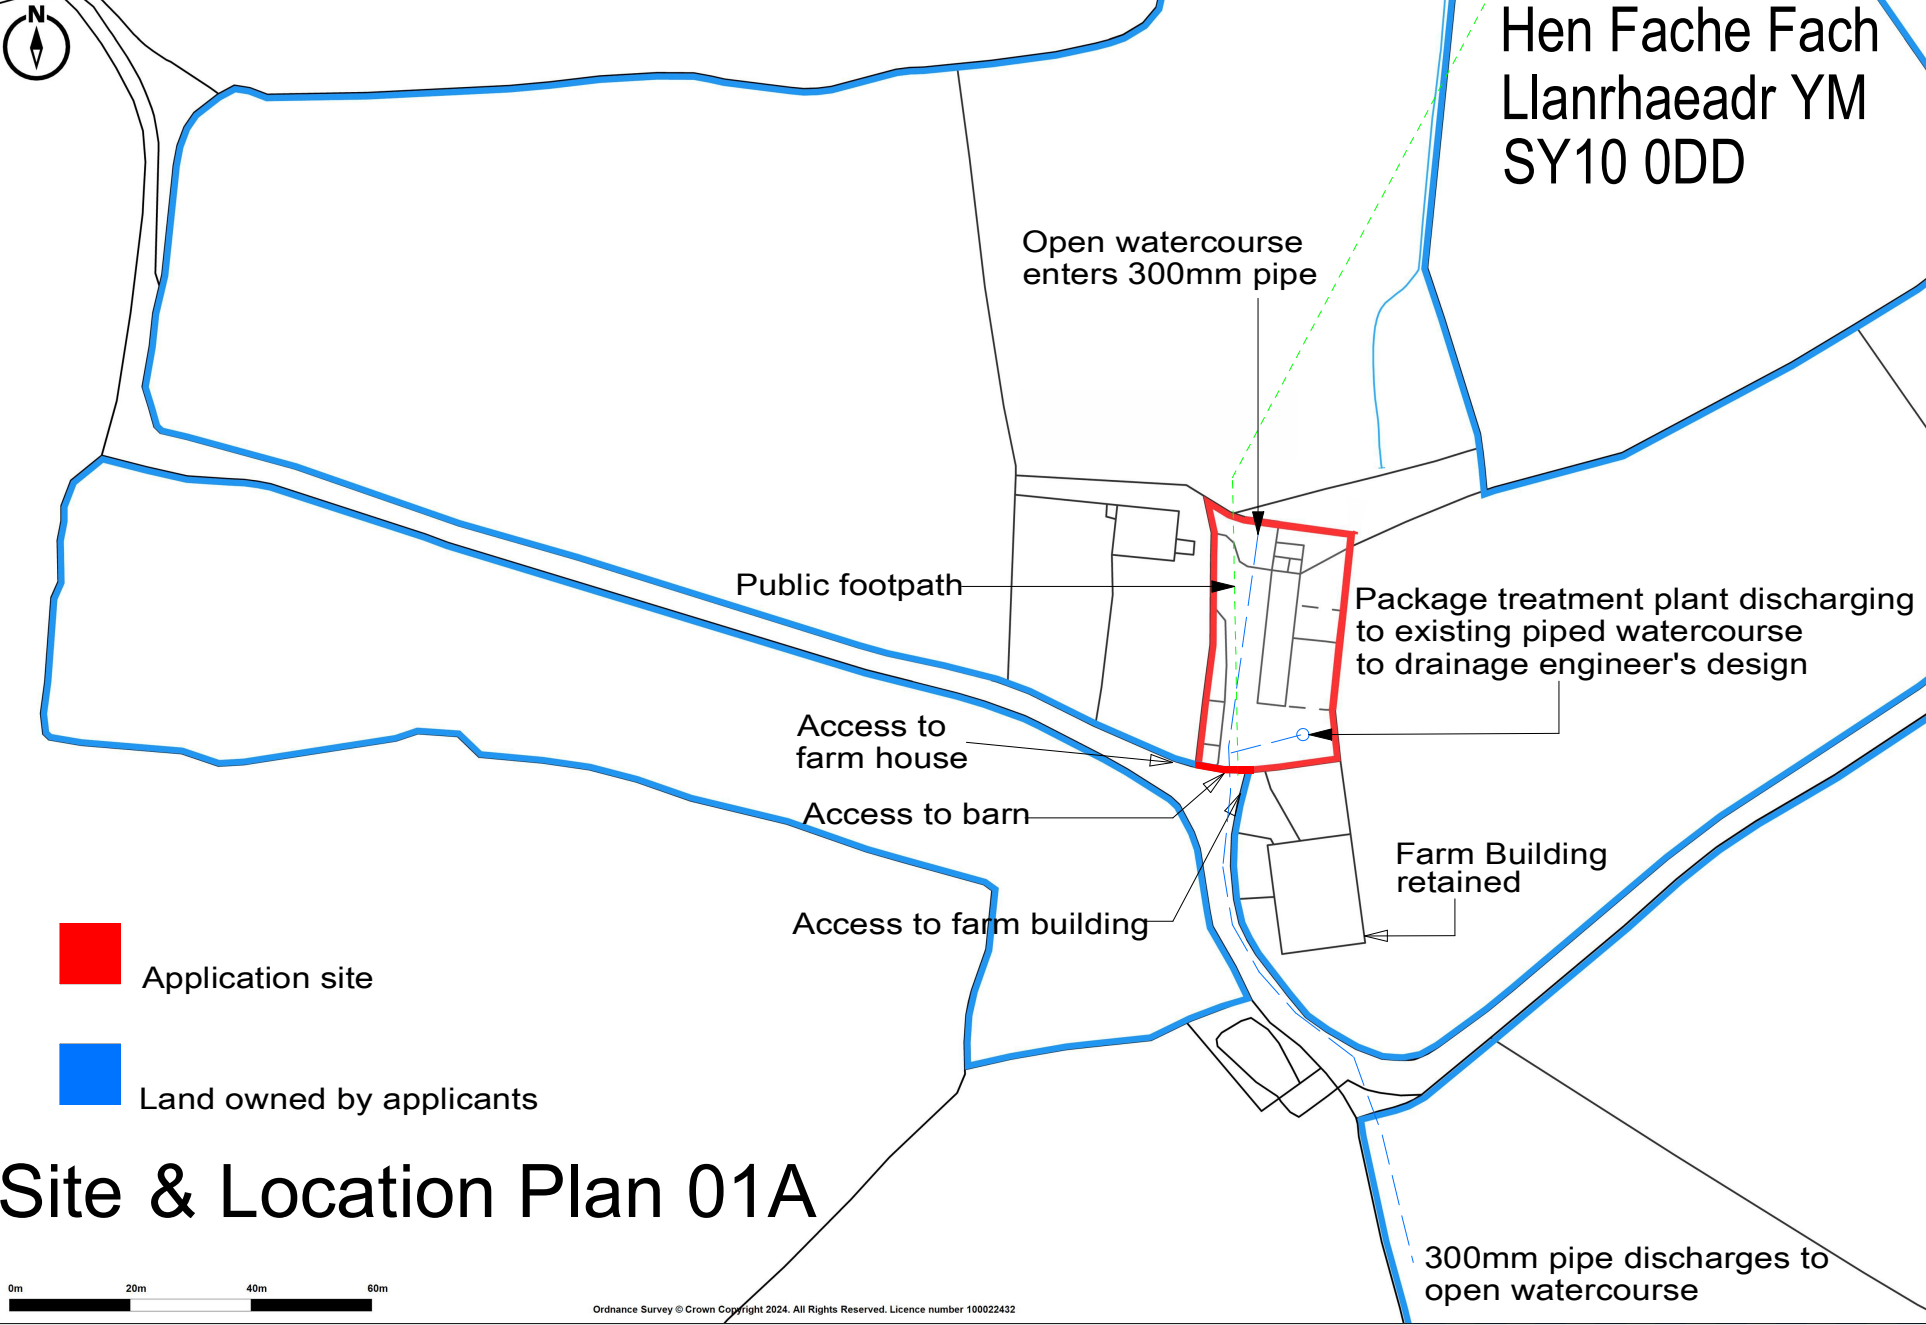 N
Hen Fache Fach
Llanrhaeadr YM
SY10 0DD
Open watercourse
enters 300mm pipe
Public footpath
Package treatment plant discharging
to existing piped watercourse
to drainage engineer's design
Access to
farm house
Access to barn
Farm Building
retained
Access to farm building
Application site
Land owned by applicants
Site & Location Plan 01A
300mm pipe discharges to
open watercourse
0m 20m 40m 60m
Ordnance Survey © Crown Copyright 2024. All Rights Reserved. Licence number 100022432